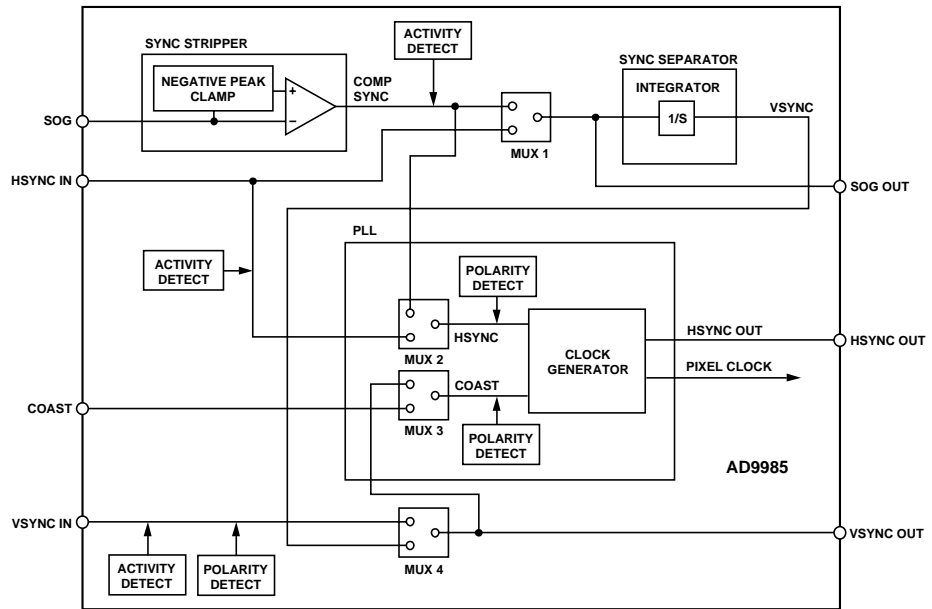 SYNC STRIPPER
ACTIVITY
DETECT
SYNC SEPARATOR
NEGATIVE PEAK
CLAMP
+
−
COMP
SYNC
INTEGRATOR
1/S
VSYNC
SOG
MUX 1
HSYNC IN
SOG OUT
PLL
ACTIVITY
DETECT
POLARITY
DETECT
MUX 2
HSYNC
CLOCK
GENERATOR
HSYNC OUT
HSYNC OUT
PIXEL CLOCK
COAST
COAST
MUX 3
POLARITY
DETECT
AD9985
VSYNC IN
VSYNC OUT
ACTIVITY
DETECT
POLARITY
DETECT
MUX 4